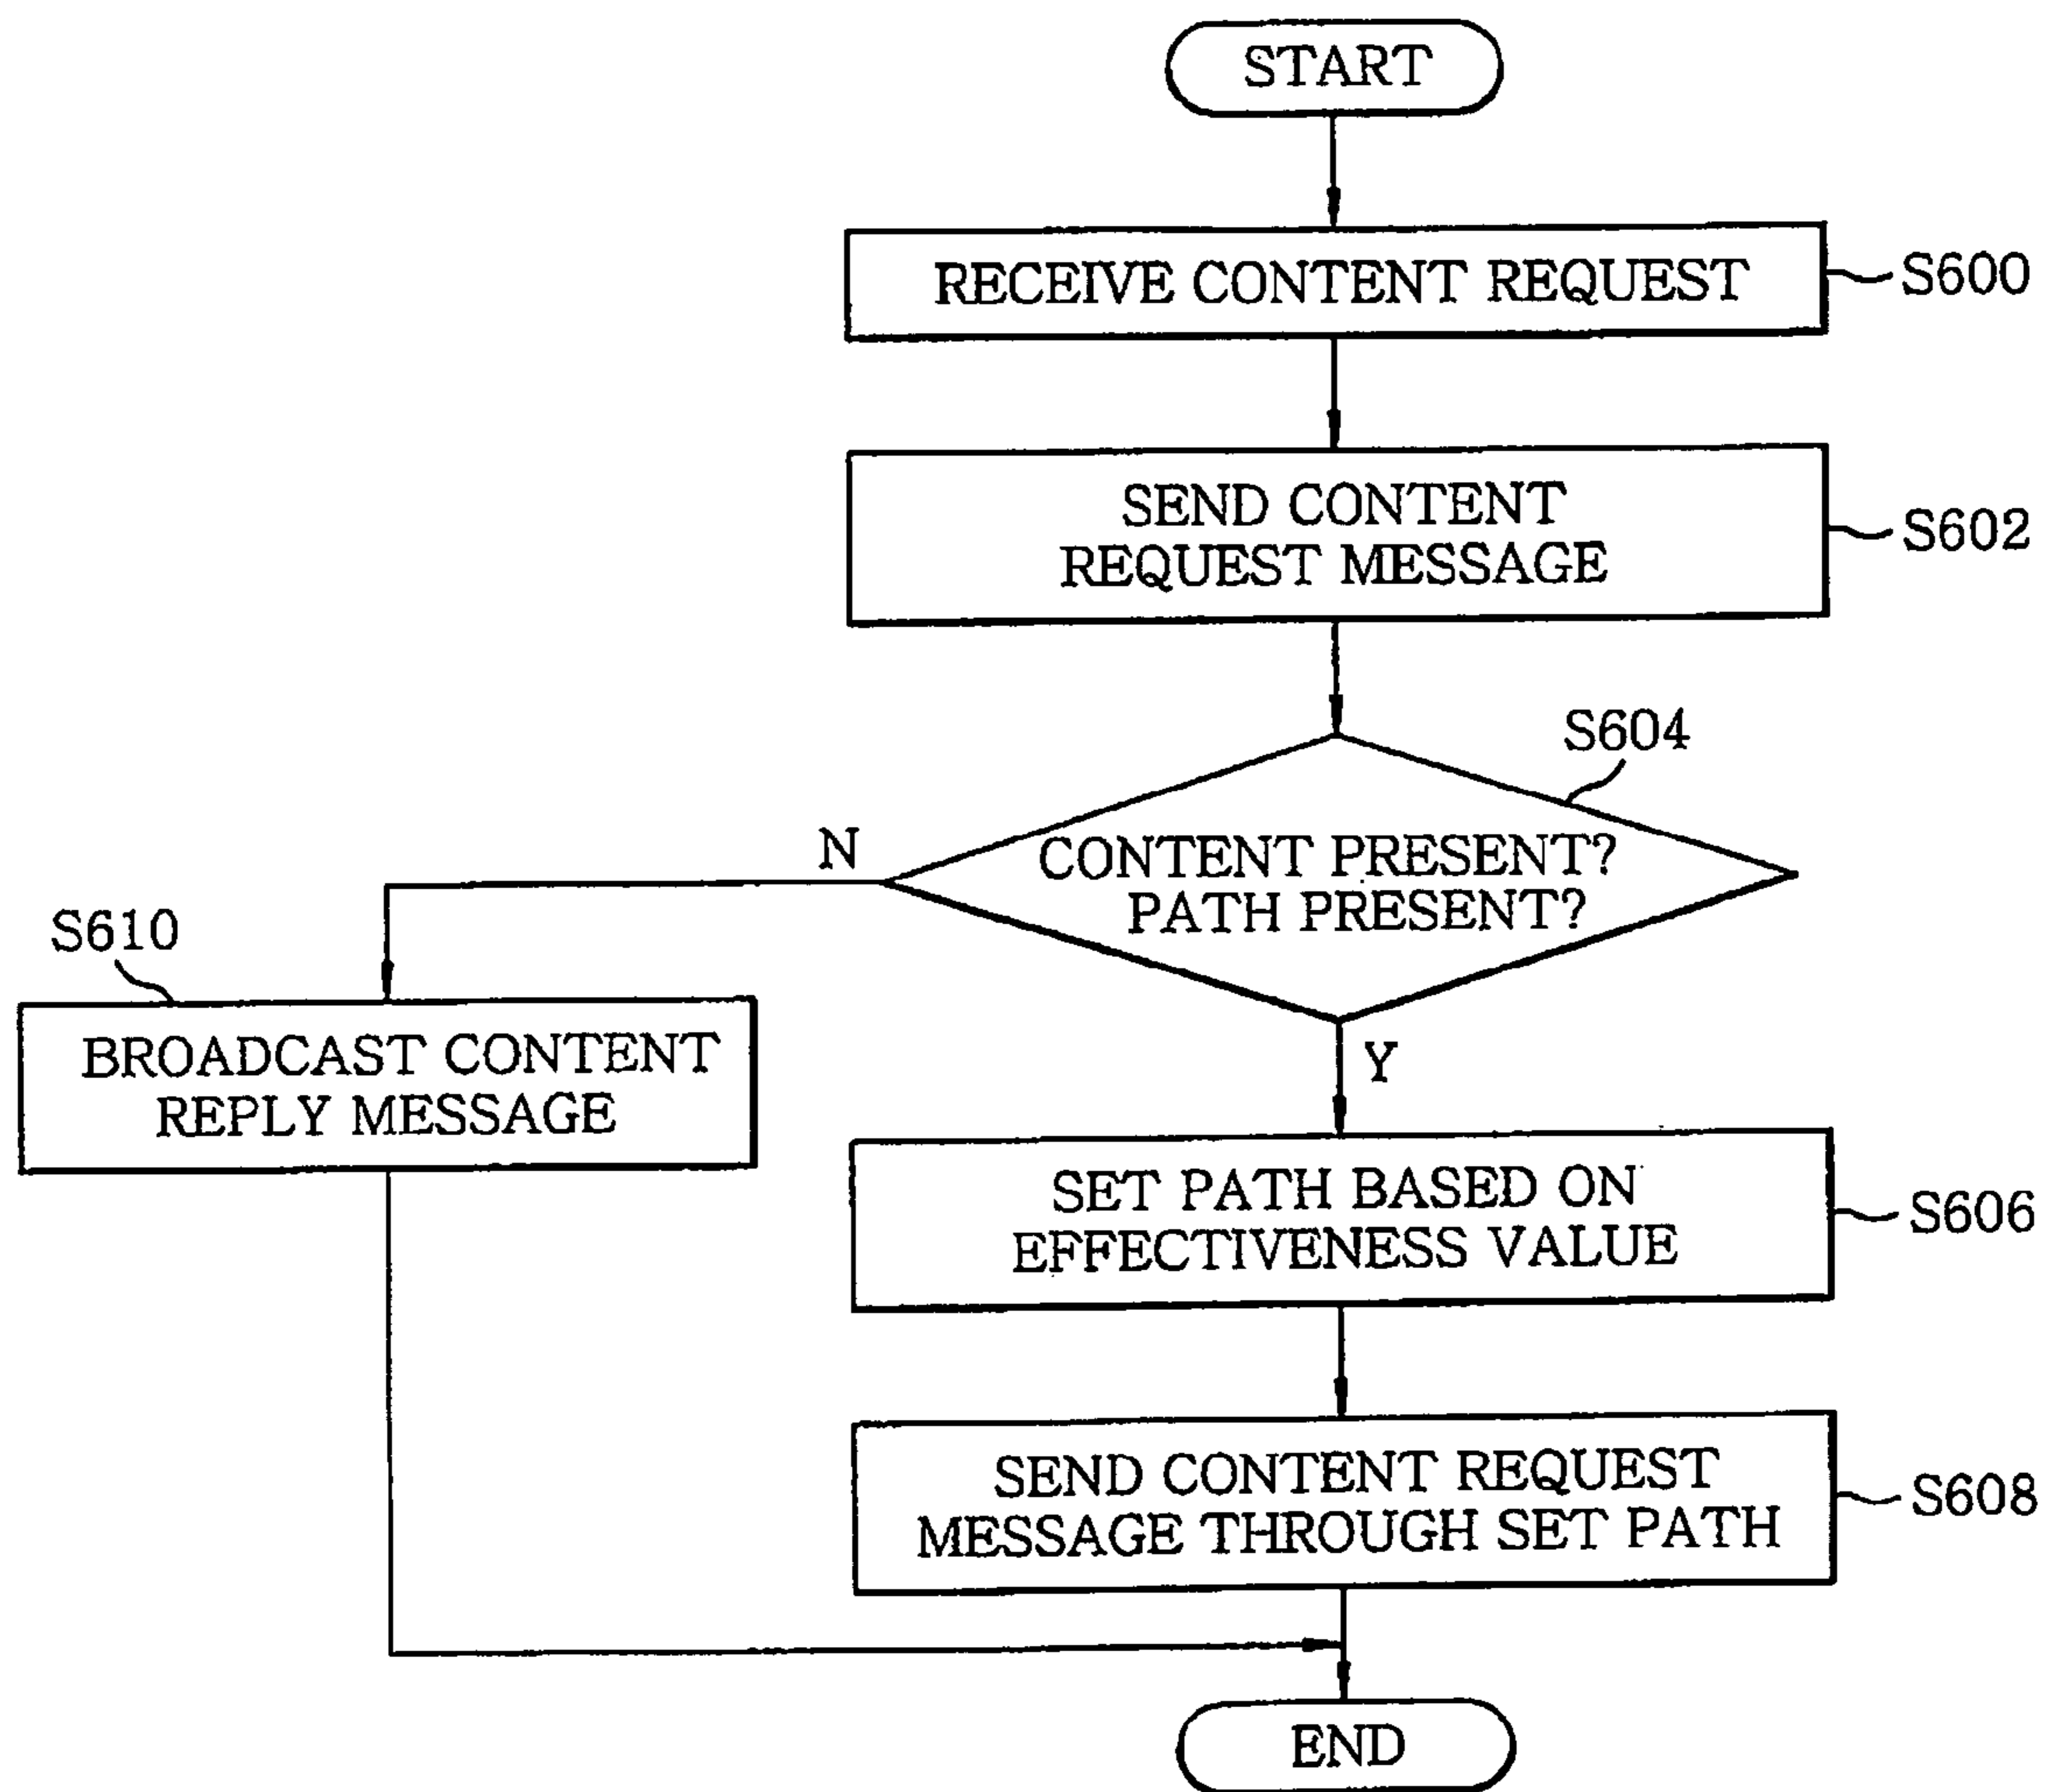 START
RECEIVE CONTENT REQUEST
S600
SEND CONTENT
REQUEST MESSAGE
S602
S604
CONTENT PRESENT?
PATH PRESENT?
N
Y
S610
BROADCAST CONTENT
REPLY MESSAGE
SET PATH BASED ON
EFFECTIVENESS VALUE
S606
SEND CONTENT REQUEST
MESSAGE THROUGH SET PATH
S608
END